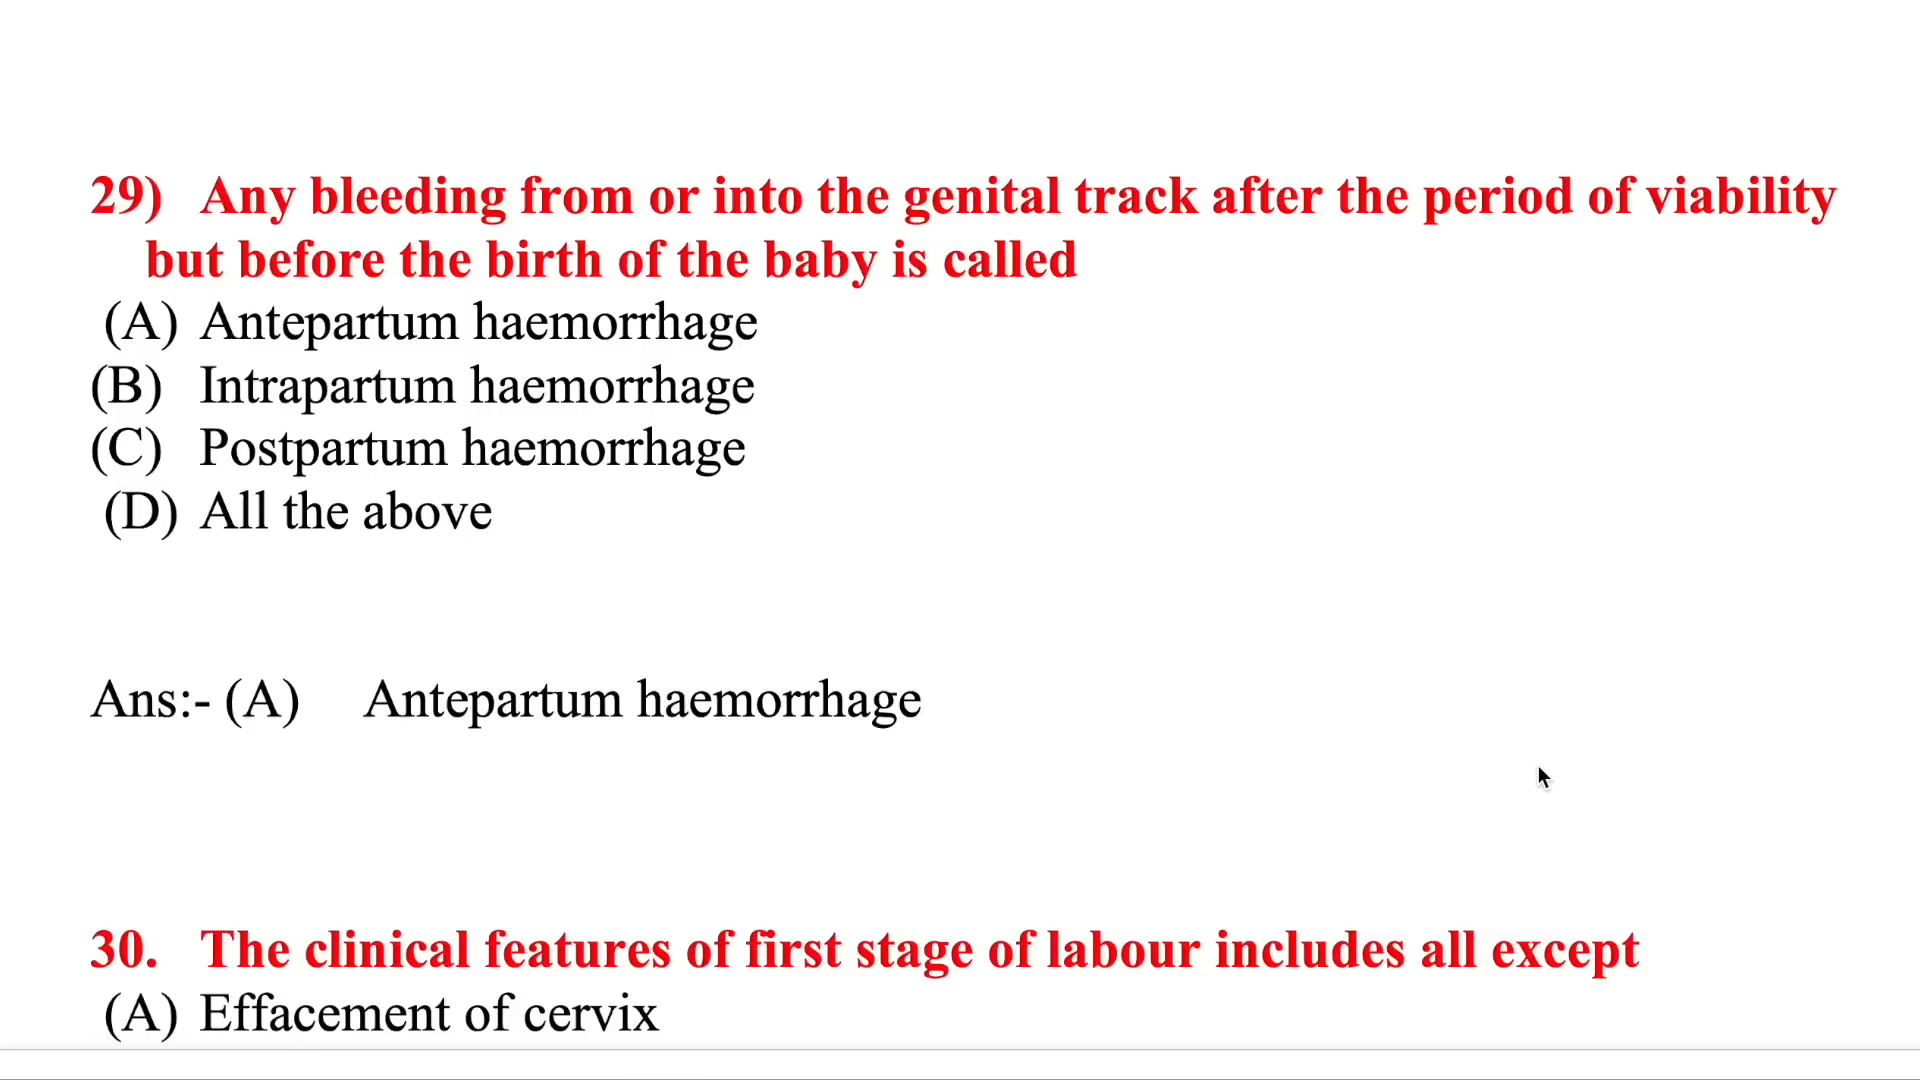 29) Any bleeding from or into the genital track after the period of viability
but before the birth of the baby is called
(A) Antepartum haemorrhage
(B) Intrapartum haemorrhage
(C) Postpartum haemorrhage
(D) All the above
Ans:- (A) Antepartum haemorrhage
30. The clinical features of first stage of labour includes all except
(A) Effacement of cervix